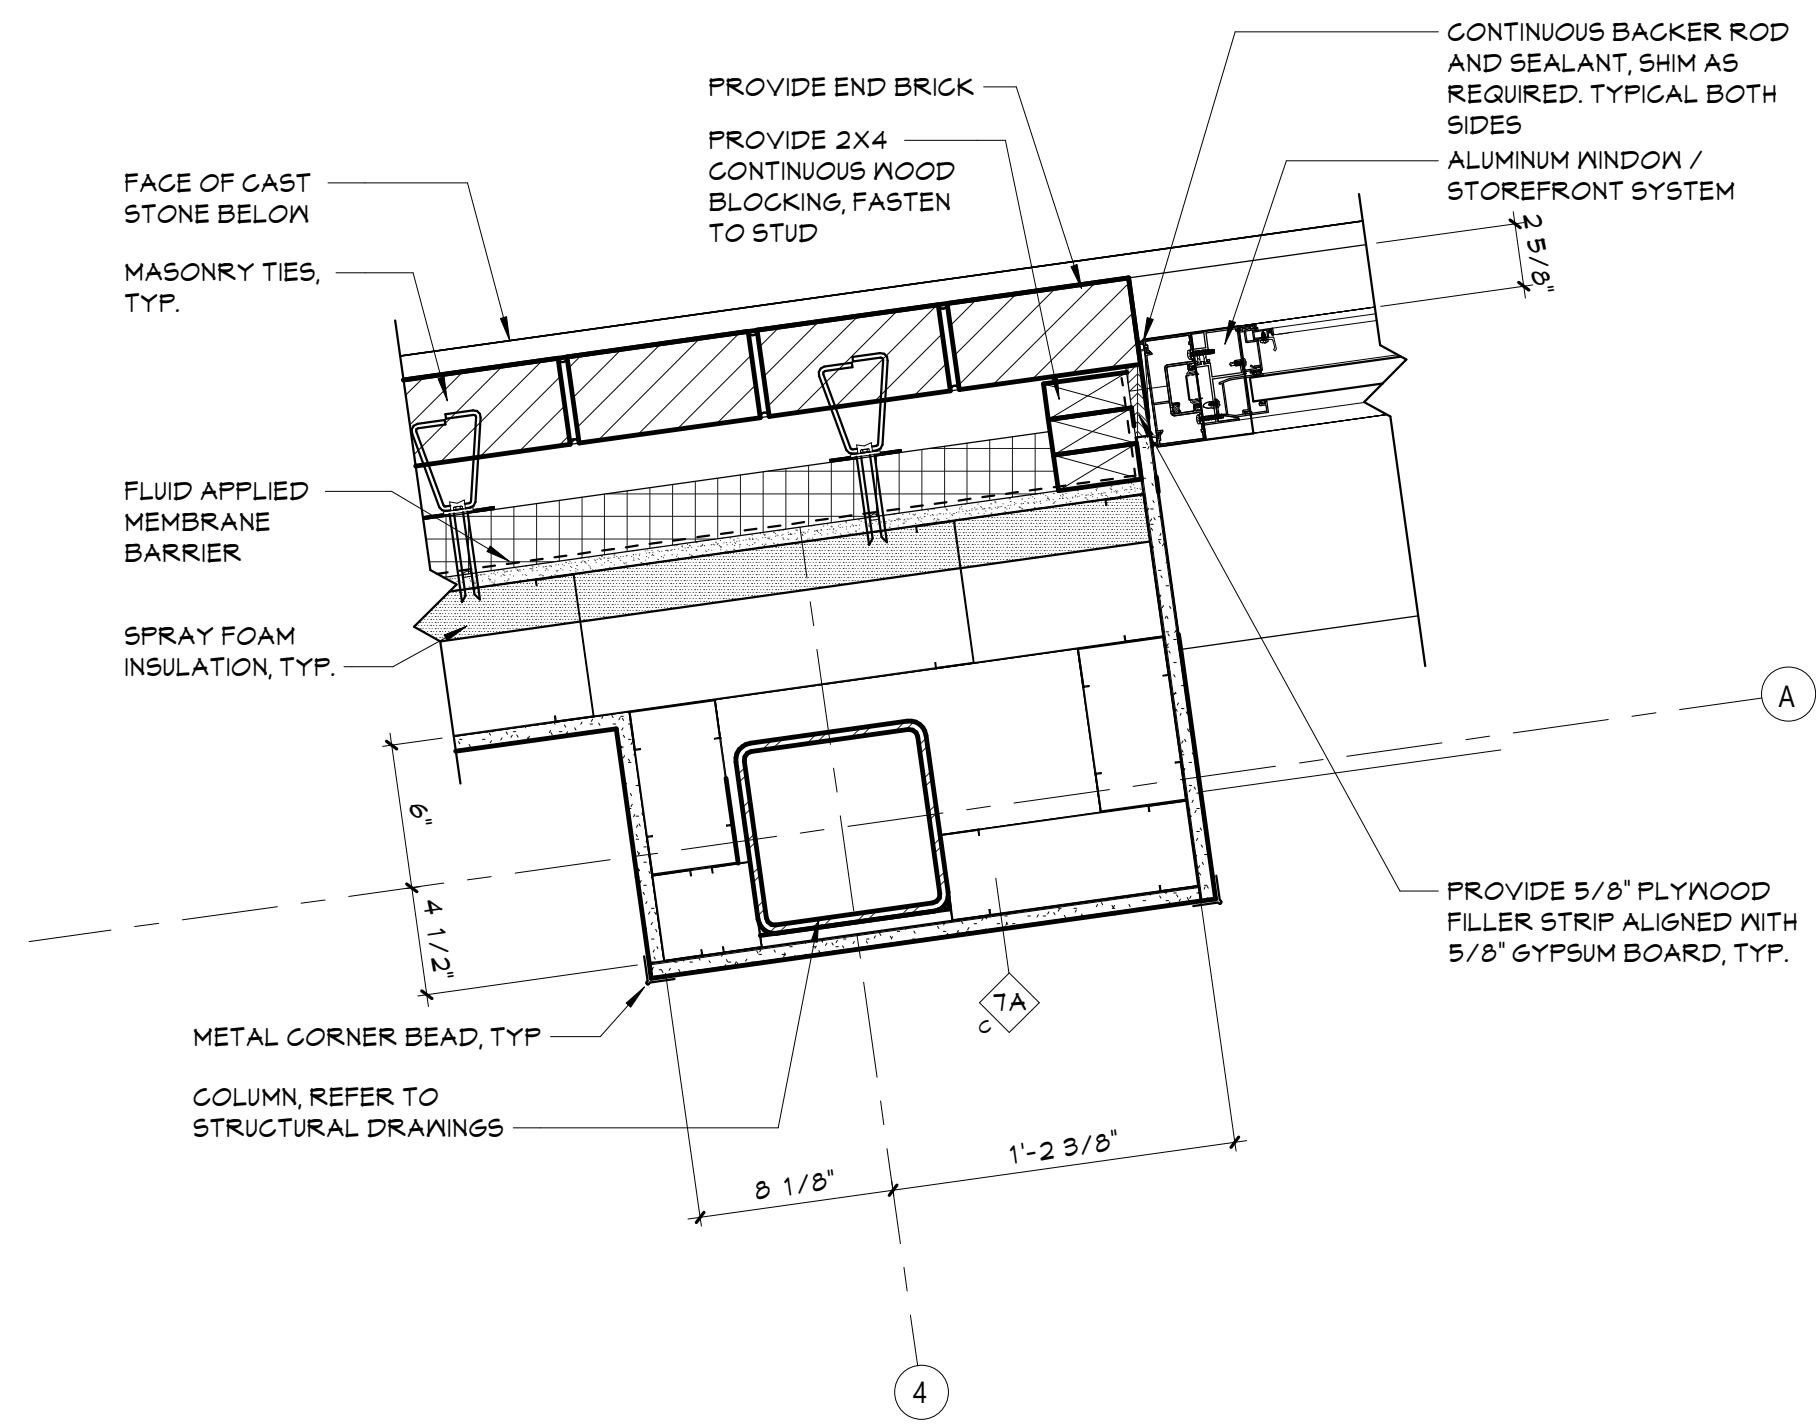 CONTINUOUS BACKER ROD
AND SEALANT, SHIM AS
REQUIRED. TYPICAL BOTH
SIDES
PROVIDE END BRICK
PROVIDE 2X4
CONTINUOUS WOOD
BLOCKING, FASTEN
TO STUD
ALUMINUM WINDOW /
STOREFRONT SYSTEM
FACE OF CAST
STONE BELOW
2 5/8"
MASONRY TIES,
TYP.
FLUID APPLIED
MEMBRANE
BARRIER
SPRAY FOAM
INSULATION, TYP.
A
6"
4 1/2"
PROVIDE 5/8" PLYWOOD
FILLER STRIP ALIGNED WITH
5/8" GYPSUM BOARD, TYP.
7A
C
METAL CORNER BEAD, TYP
COLUMN, REFER TO
STRUCTURAL DRAWINGS
8 1/8"
1'-2 3/8"
4